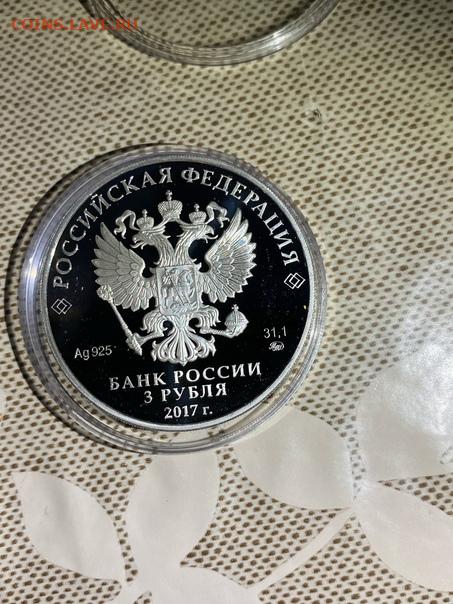 COINS.LAVE.RU
РОССИЙСКАЯ ФЕДЕРАЦИЯ
Ag 925
31,1
БАНК РОССИИ
3 РУБЛЯ
2017 г.